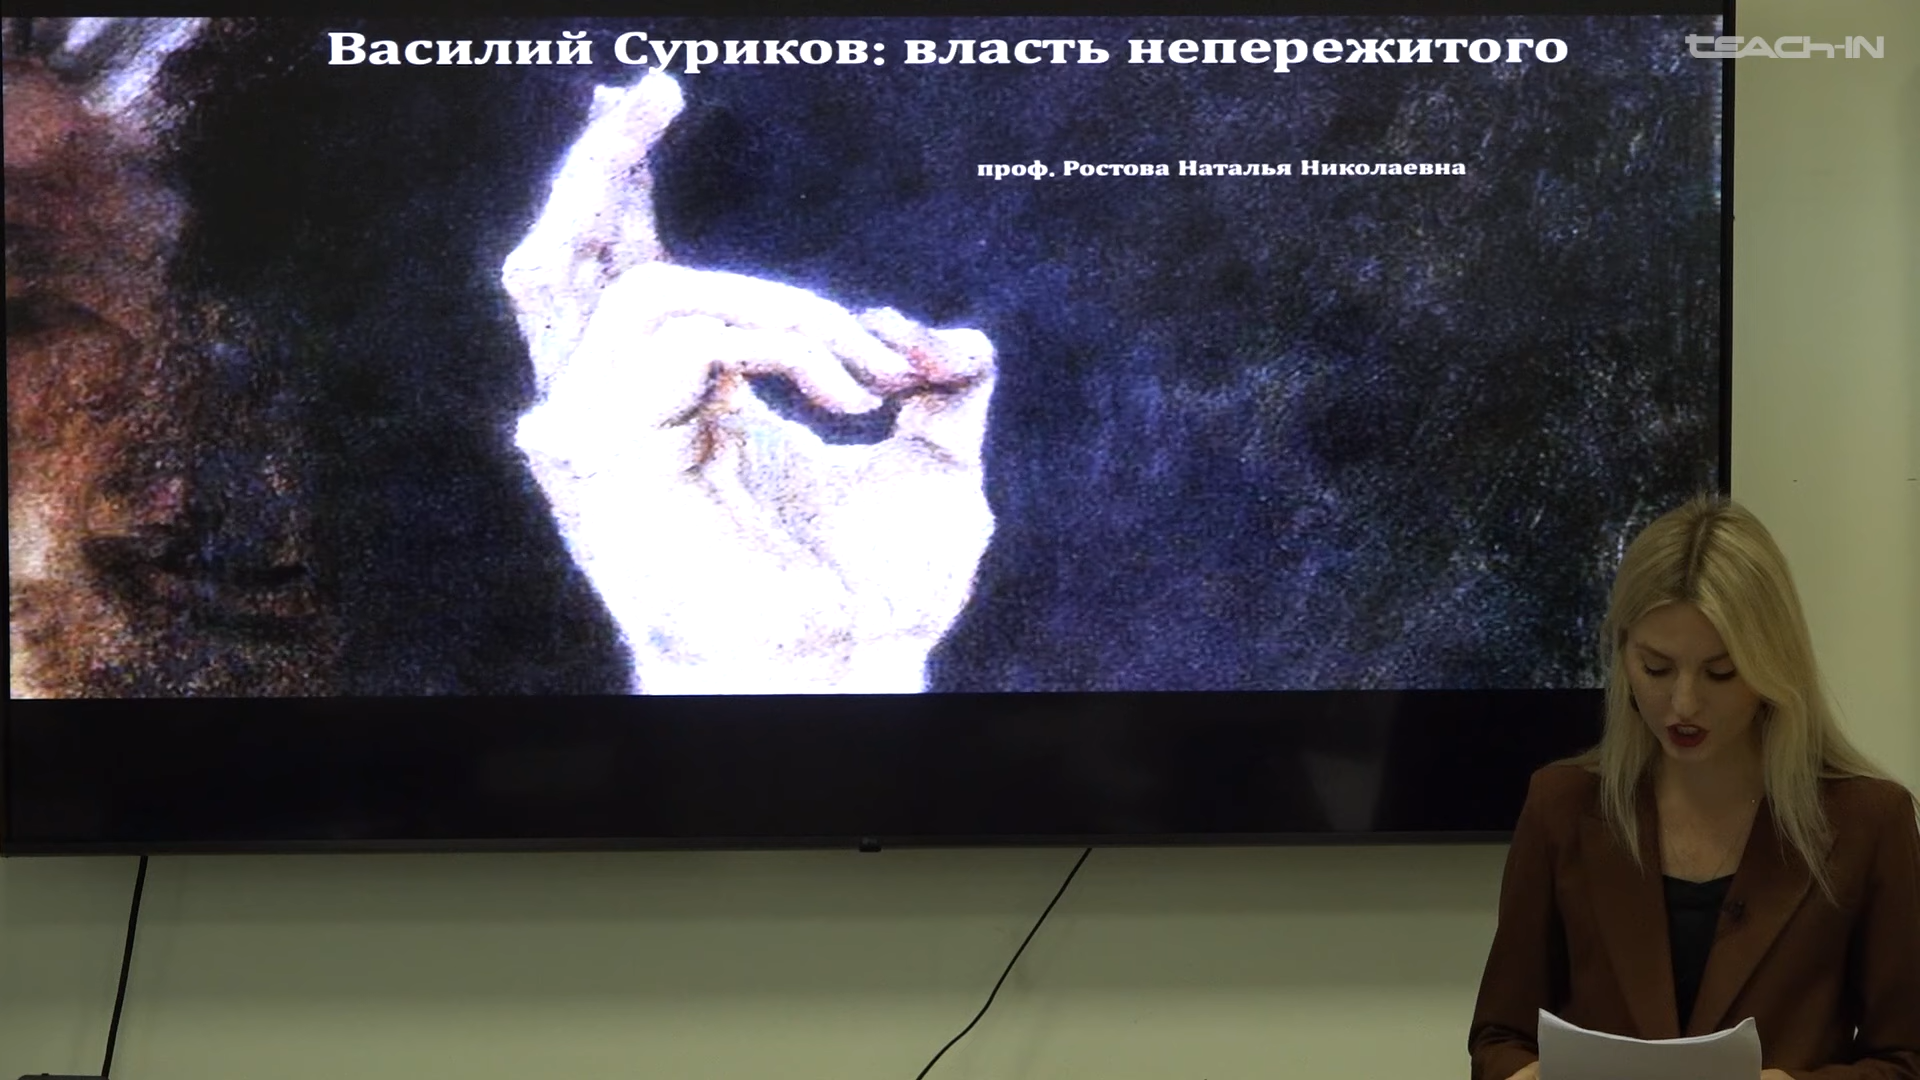 Василий Суриков: власть непережитого
TEACH-IN
проф. Ростова Наталья Николаевна